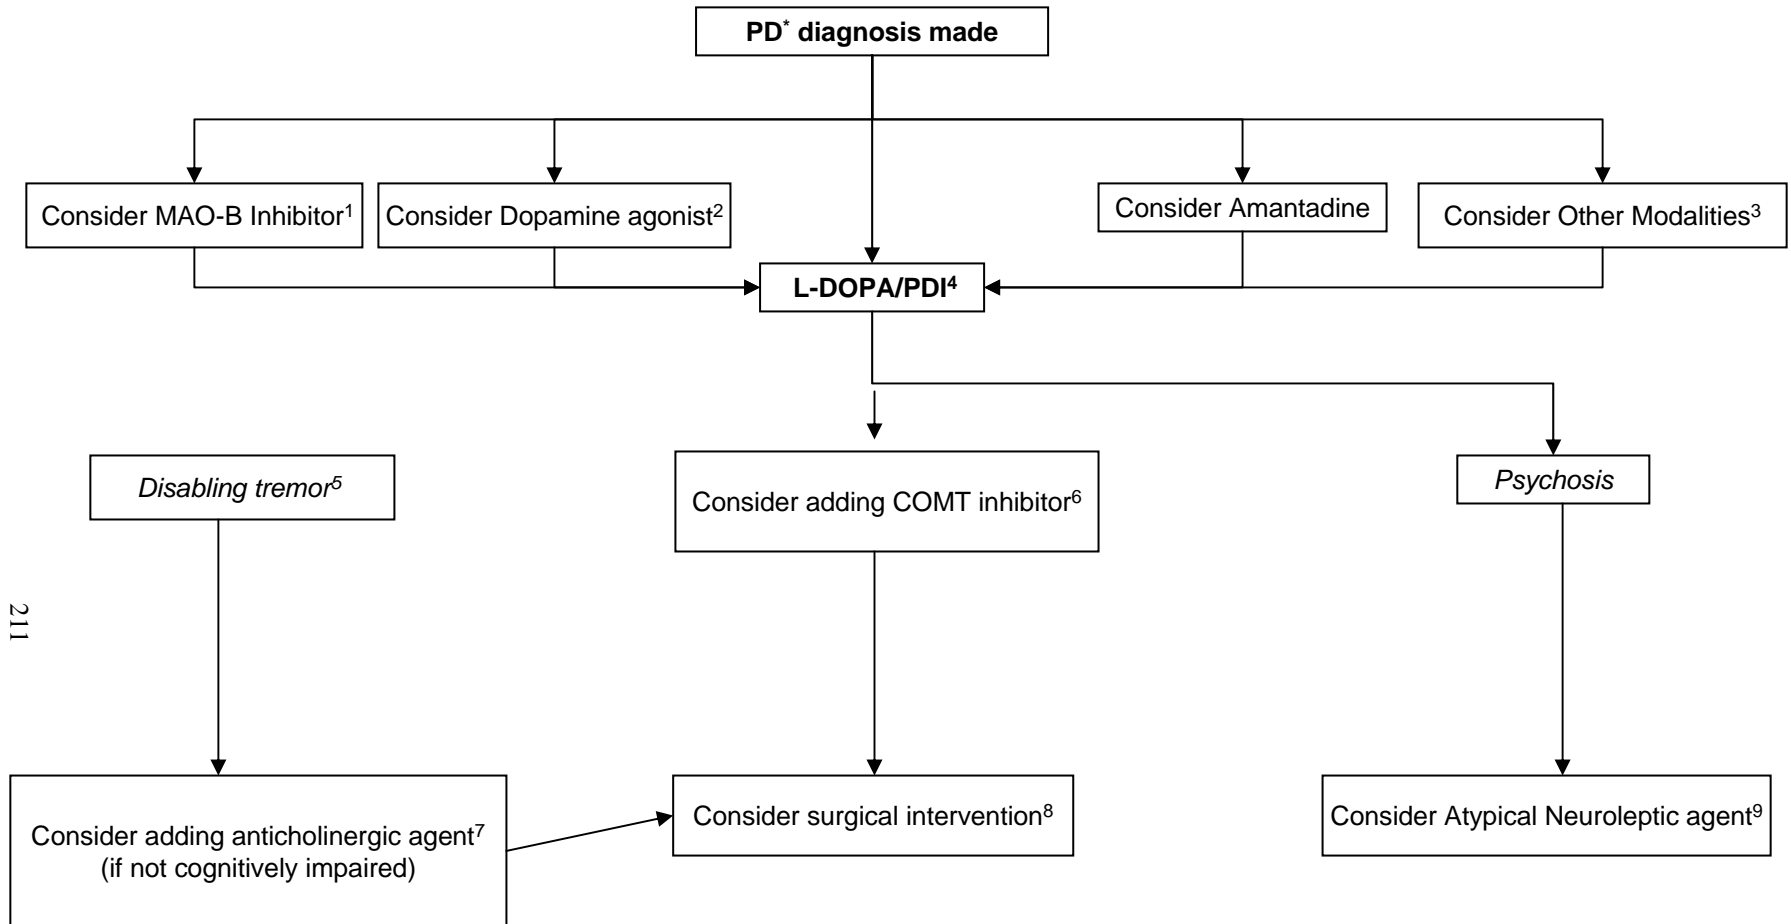 PD* diagnosis made
Consider MAO-B Inhibitor1
Consider Dopamine agonist2
Consider Amantadine
Consider Other Modalities3
L-DOPA/PDI4
Disabling tremor5
Consider adding COMT inhibitor6
Psychosis
211
Consider adding anticholinergic agent7
(if not cognitively impaired)
Consider surgical intervention8
Consider Atypical Neuroleptic agent9